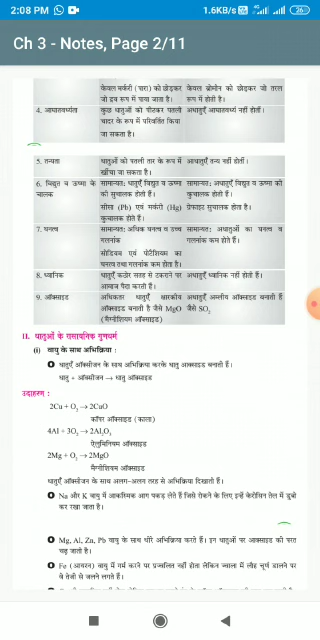 2:08 PM
1.6KB/s 4G 26
Ch 3 - Notes, Page 2/11
केवल मर्करी (पारा) को छोड़कर केवल ब्रोमीन को छोड़कर जो तरल
जो द्रव रूप में पाया जाता है। रूप में होती है।
4. आघातवर्ध्यता कुछ धातुओं को पीटकर पतली अधातुएँ आघातवर्ध्य नहीं होतीं।
चादर के रूप में परिवर्तित किया
जा सकता है।
5. तन्यता धातुओं को पतली तार के रूप में अधातुएँ तन्य नहीं होतीं।
खींचा जा सकता है।
6. विद्युत व ऊष्मा के सामान्यतः धातुएँ विद्युत व ऊष्मा सामान्यतः अधातुएँ विद्युत व ऊष्मा की
चालक की सुचालक होती है। कुचालक होती हैं।
सीसा (Pb) एवं मर्करी (Hg) ग्रेफाइट सुचालक होता है।
कुचालक होते हैं।
7. घनत्व सामान्यतः अधिक घनत्व व उच्च सामान्यतः अधातुओं का घनत्व व
गलनांक गलनांक कम होते हैं।
सोडियम एवं पोटैशियम का
घनत्व तथा गलनांक कम होता है।
8. ध्वानिक धातुएँ कठोर सतह से टकराने पर अधातुएँ ध्वानिक नहीं होती हैं।
आवाज पैदा करती हैं।
9. ऑक्साइड अधिकतर धातुएँ क्षारकीय अधातुएँ अम्लीय ऑक्साइड बनाती हैं
ऑक्साइड बनाती है जैसे MgO जैसे SO₂
(मैग्नीशियम ऑक्साइड)
II. धातुओं के रासायनिक गुणधर्म
(i) वायु के साथ अभिक्रिया :
धातुएँ ऑक्सीजन के साथ अभिक्रिया करके धातु आक्साइड बनाती हैं।
धातु + ऑक्सीजन → धातु ऑक्साइड
उदाहरण :
2Cu + O₂ → 2CuO
कॉपर ऑक्साइड (काला)
4Al + 3O₂ → 2Al₂O₃
ऐलुमिनियम ऑक्साइड
2Mg + O₂ → 2MgO
मैग्नीशियम ऑक्साइड
धातुएँ ऑक्सीजन के साथ अलग-अलग तरह से अभिक्रिया दिखाती हैं।
Na और K वायु में आकस्मिक आग पकड़ लेते हैं जिसे रोकने के लिए इन्हें केरोसिन तेल में डुबो
कर रखा जाता है।
Mg, Al, Zn, Pb वायु के साथ धीरे अभिक्रिया करते हैं। इन धातुओं पर आक्साइड की परत
चढ़ जाती है।
Fe (आयरन) वायु में गर्म करने पर प्रज्वलित नहीं होता लेकिन ज्वाला में लौह चूर्ण डालने पर
वे तेजी से जलने लगते हैं।